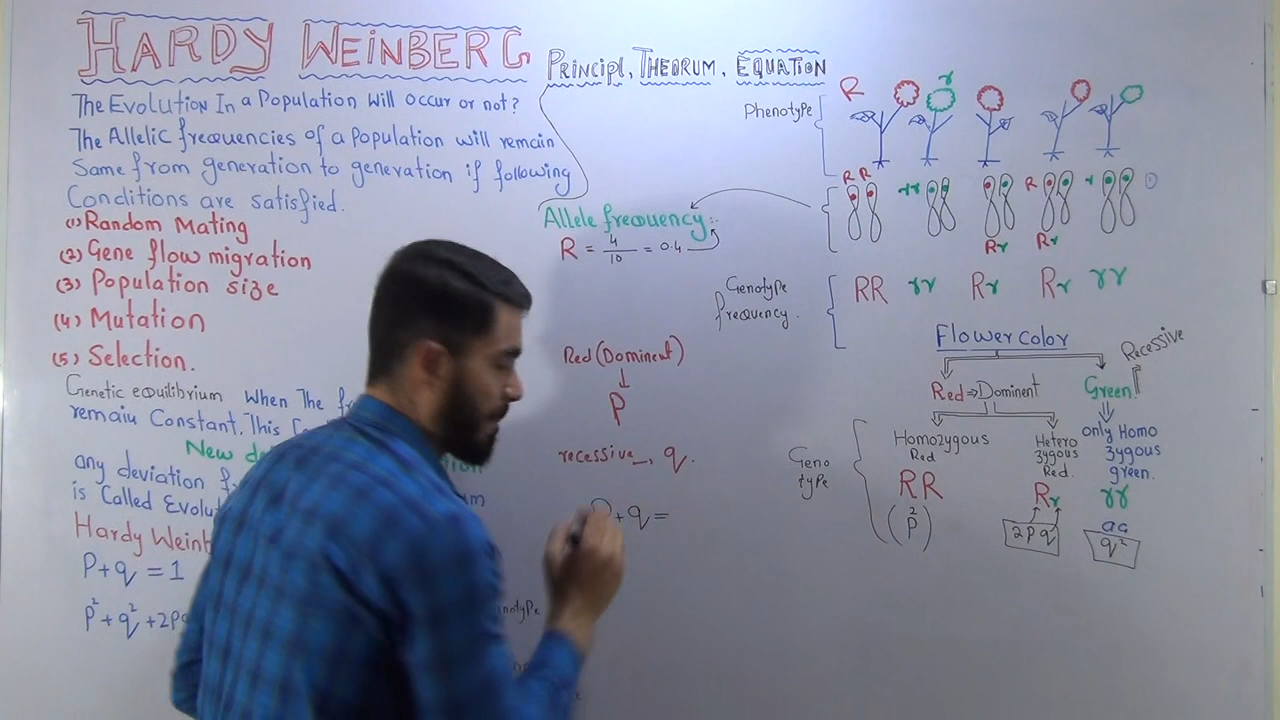 HARDY WEINBERG
PRINCIPL, THEORUM, EQUATION
The Evolution In a Population will occur or not?
The Allelic frequencies of a Population will remain
Same from generation to generation if following
Conditions are satisfied.
(1) Random Mating
(2) Gene flow migration
(3) Population size
(4) Mutation
(5) Selection.
Genetic equilibrium When The
remain Constant. This
New
any deviation
is Called
Hardy
P+q = 1
p²+q²+2p
Allele frequency:-
R = 4/10 = 0.4
Red (Dominent)
↓
P
recessive → q.
P+q =
Phenotype
R r
R R rr Rr R r
Rr
Genotype
frequency.
RR rr Rr Rr rr
Flower color
Red ⇒ Dominent
Green.
Recessive
Homozygous
Red
RR
(p²)
Hetero
zygous
Red.
Rr
2pq
only Homo
zygous
green.
rr
q²
Geno
type